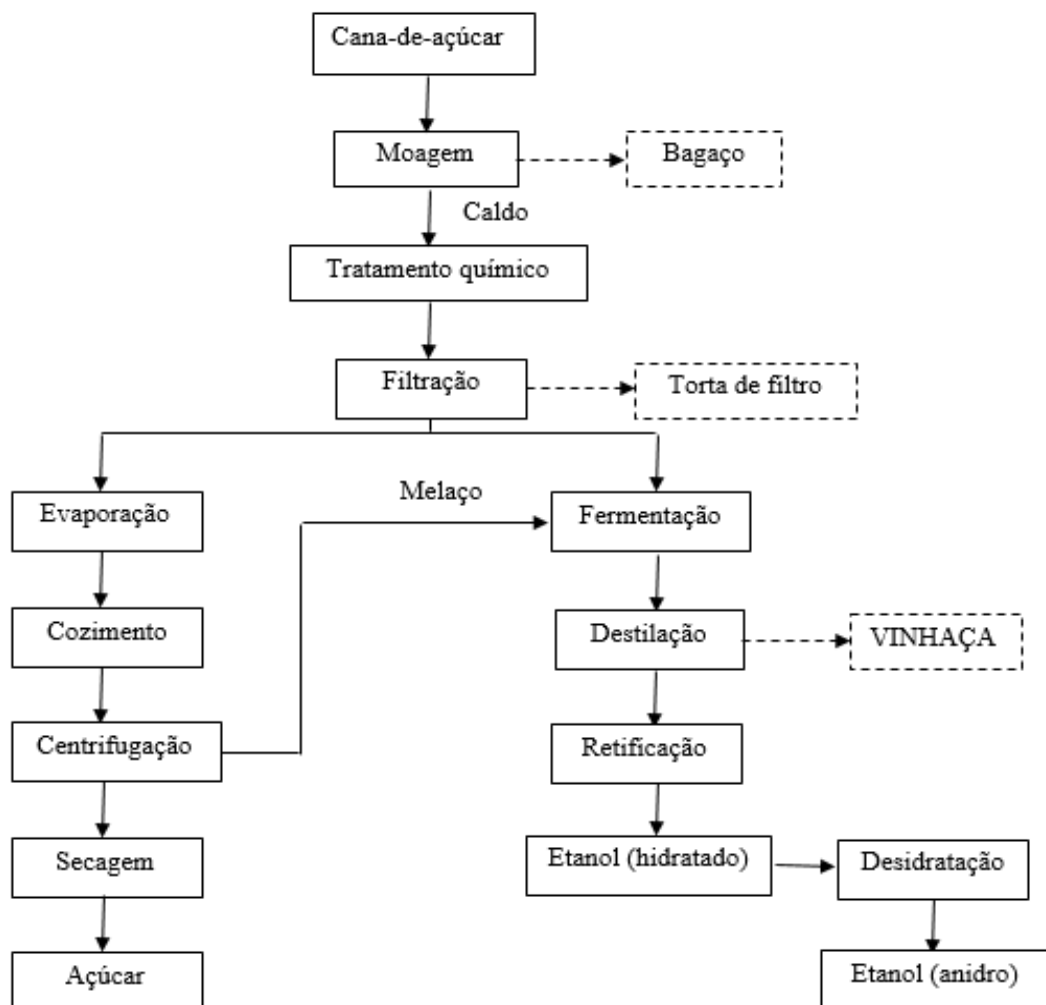 Cana-de-açúcar
Moagem
Bagaço
Caldo
Tratamento químico
Filtração
Torta de filtro
Melaço
Evaporação
Fermentação
Cozimento
Destilação
VINHAÇA
Centrifugação
Retificação
Secagem
Etanol (hidratado)
Desidratação
Açúcar
Etanol (anidro)